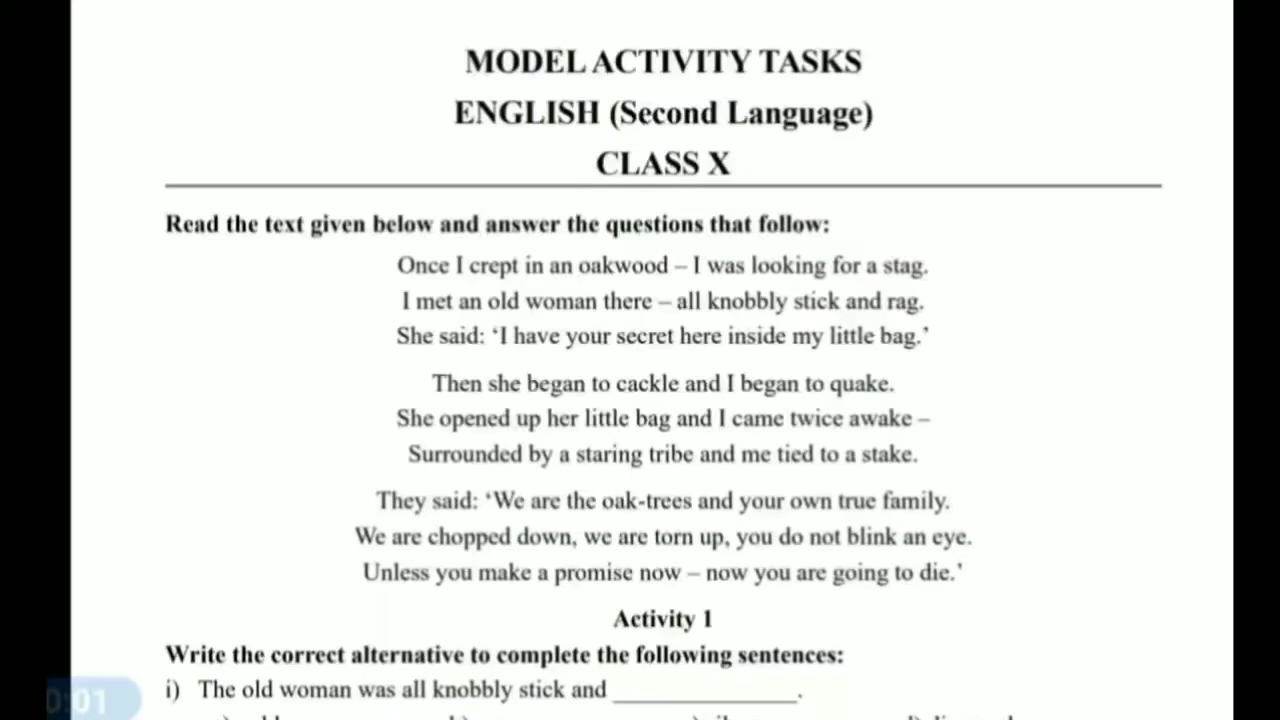 MODEL ACTIVITY TASKS
ENGLISH (Second Language)
CLASS X
Read the text given below and answer the questions that follow:
Once I crept in an oakwood – I was looking for a stag.
I met an old woman there – all knobbly stick and rag.
She said: ‘I have your secret here inside my little bag.’
Then she began to cackle and I began to quake.
She opened up her little bag and I came twice awake –
Surrounded by a staring tribe and me tied to a stake.
They said: ‘We are the oak-trees and your own true family.
We are chopped down, we are torn up, you do not blink an eye.
Unless you make a promise now – now you are going to die.’
Activity 1
Write the correct alternative to complete the following sentences:
i) The old woman was all knobbly stick and _______________.
0:01